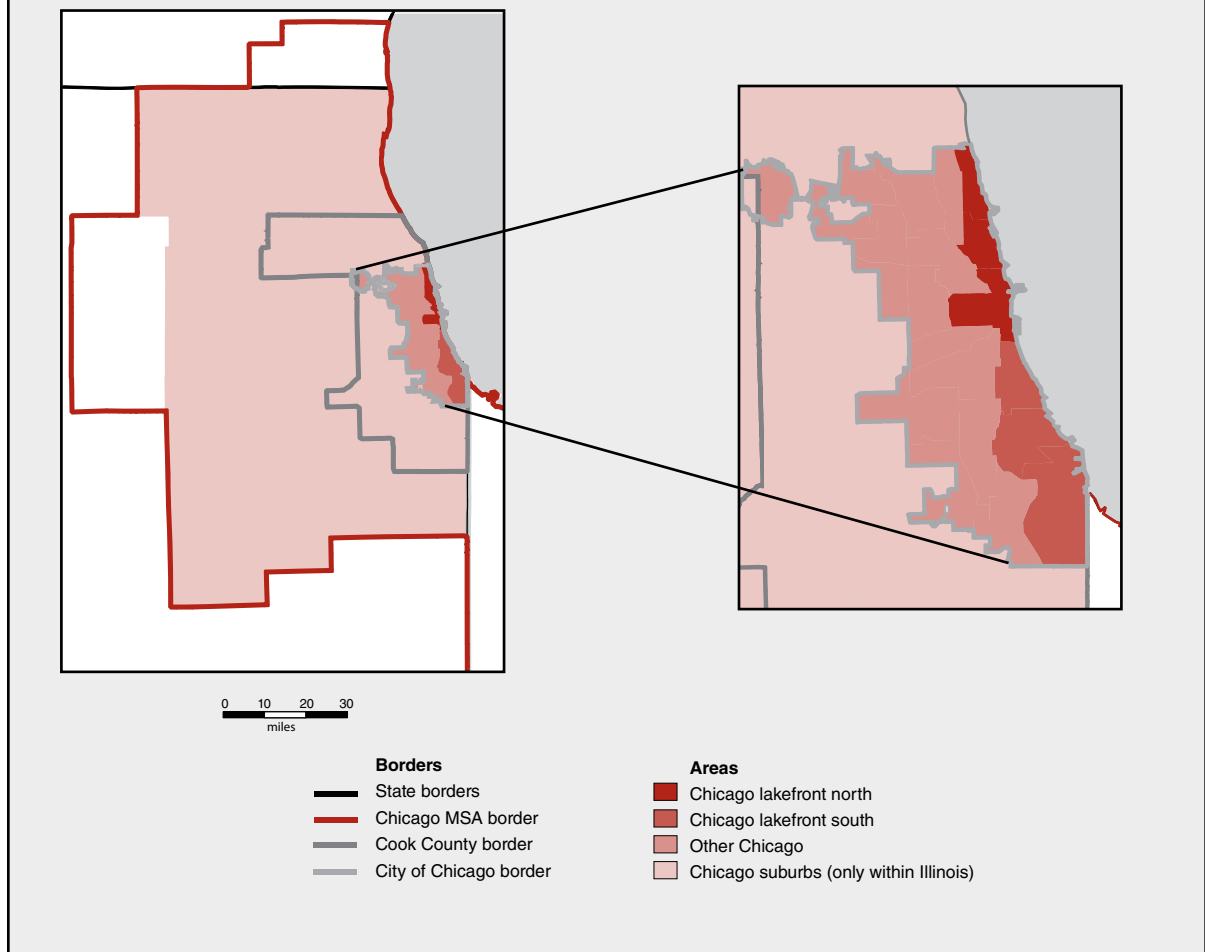 0 10 20 30
miles
Borders
State borders
Chicago MSA border
Cook County border
City of Chicago border
Areas
Chicago lakefront north
Chicago lakefront south
Other Chicago
Chicago suburbs (only within Illinois)